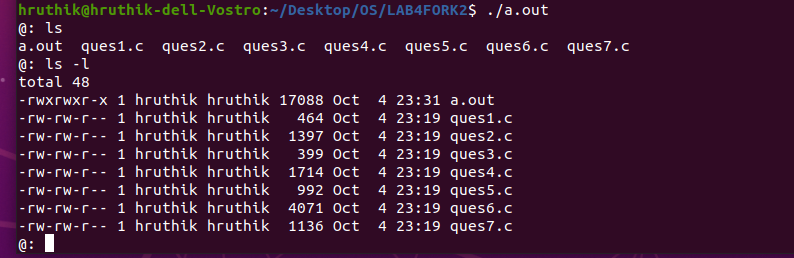 hruthik@hruthik-dell-Vostro:~/Desktop/OS/LAB4FORK2$ ./a.out
@: ls
a.out  ques1.c  ques2.c  ques3.c  ques4.c  ques5.c  ques6.c  ques7.c
@: ls -l
total 48
-rwxrwxr-x 1 hruthik hruthik 17088 Oct  4 23:31 a.out
-rw-rw-r-- 1 hruthik hruthik   464 Oct  4 23:19 ques1.c
-rw-rw-r-- 1 hruthik hruthik  1397 Oct  4 23:19 ques2.c
-rw-rw-r-- 1 hruthik hruthik   399 Oct  4 23:19 ques3.c
-rw-rw-r-- 1 hruthik hruthik  1714 Oct  4 23:19 ques4.c
-rw-rw-r-- 1 hruthik hruthik   992 Oct  4 23:19 ques5.c
-rw-rw-r-- 1 hruthik hruthik  4071 Oct  4 23:19 ques6.c
-rw-rw-r-- 1 hruthik hruthik  1136 Oct  4 23:19 ques7.c
@: